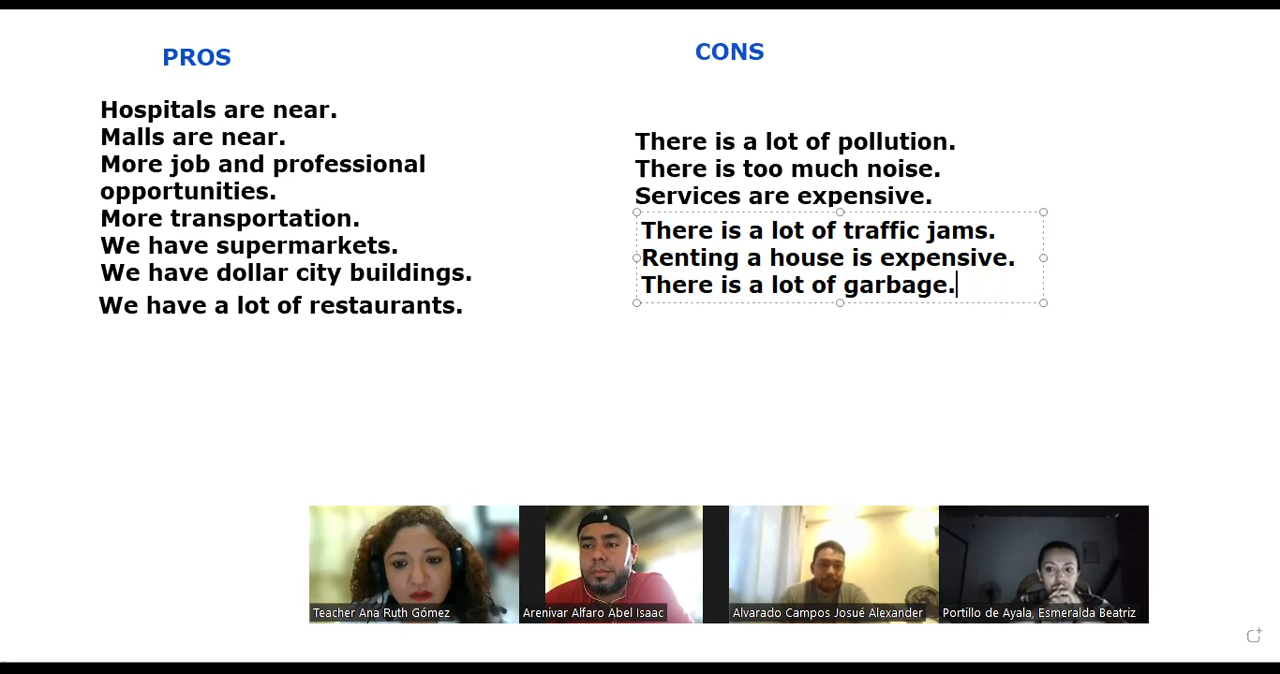 PROS
Hospitals are near.
Malls are near.
More job and professional
opportunities.
More transportation.
We have supermarkets.
We have dollar city buildings.
We have a lot of restaurants.
CONS
There is a lot of pollution.
There is too much noise.
Services are expensive.
There is a lot of traffic jams.
Renting a house is expensive.
There is a lot of garbage.
Teacher Ana Ruth Gómez
Arenivar Alfaro Abel Isaac
Alvarado Campos Josué Alexander
Portillo de Ayala, Esmeralda Beatriz